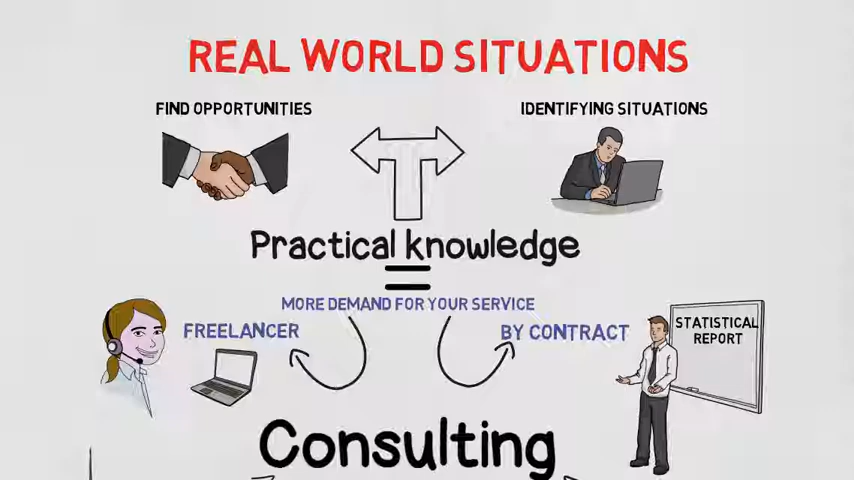 REAL WORLD SITUATIONS
FIND OPPORTUNITIES
IDENTIFYING SITUATIONS
Practical knowledge
=
MORE DEMAND FOR YOUR SERVICE
FREELANCER
BY CONTRACT
STATISTICAL
REPORT
Consulting